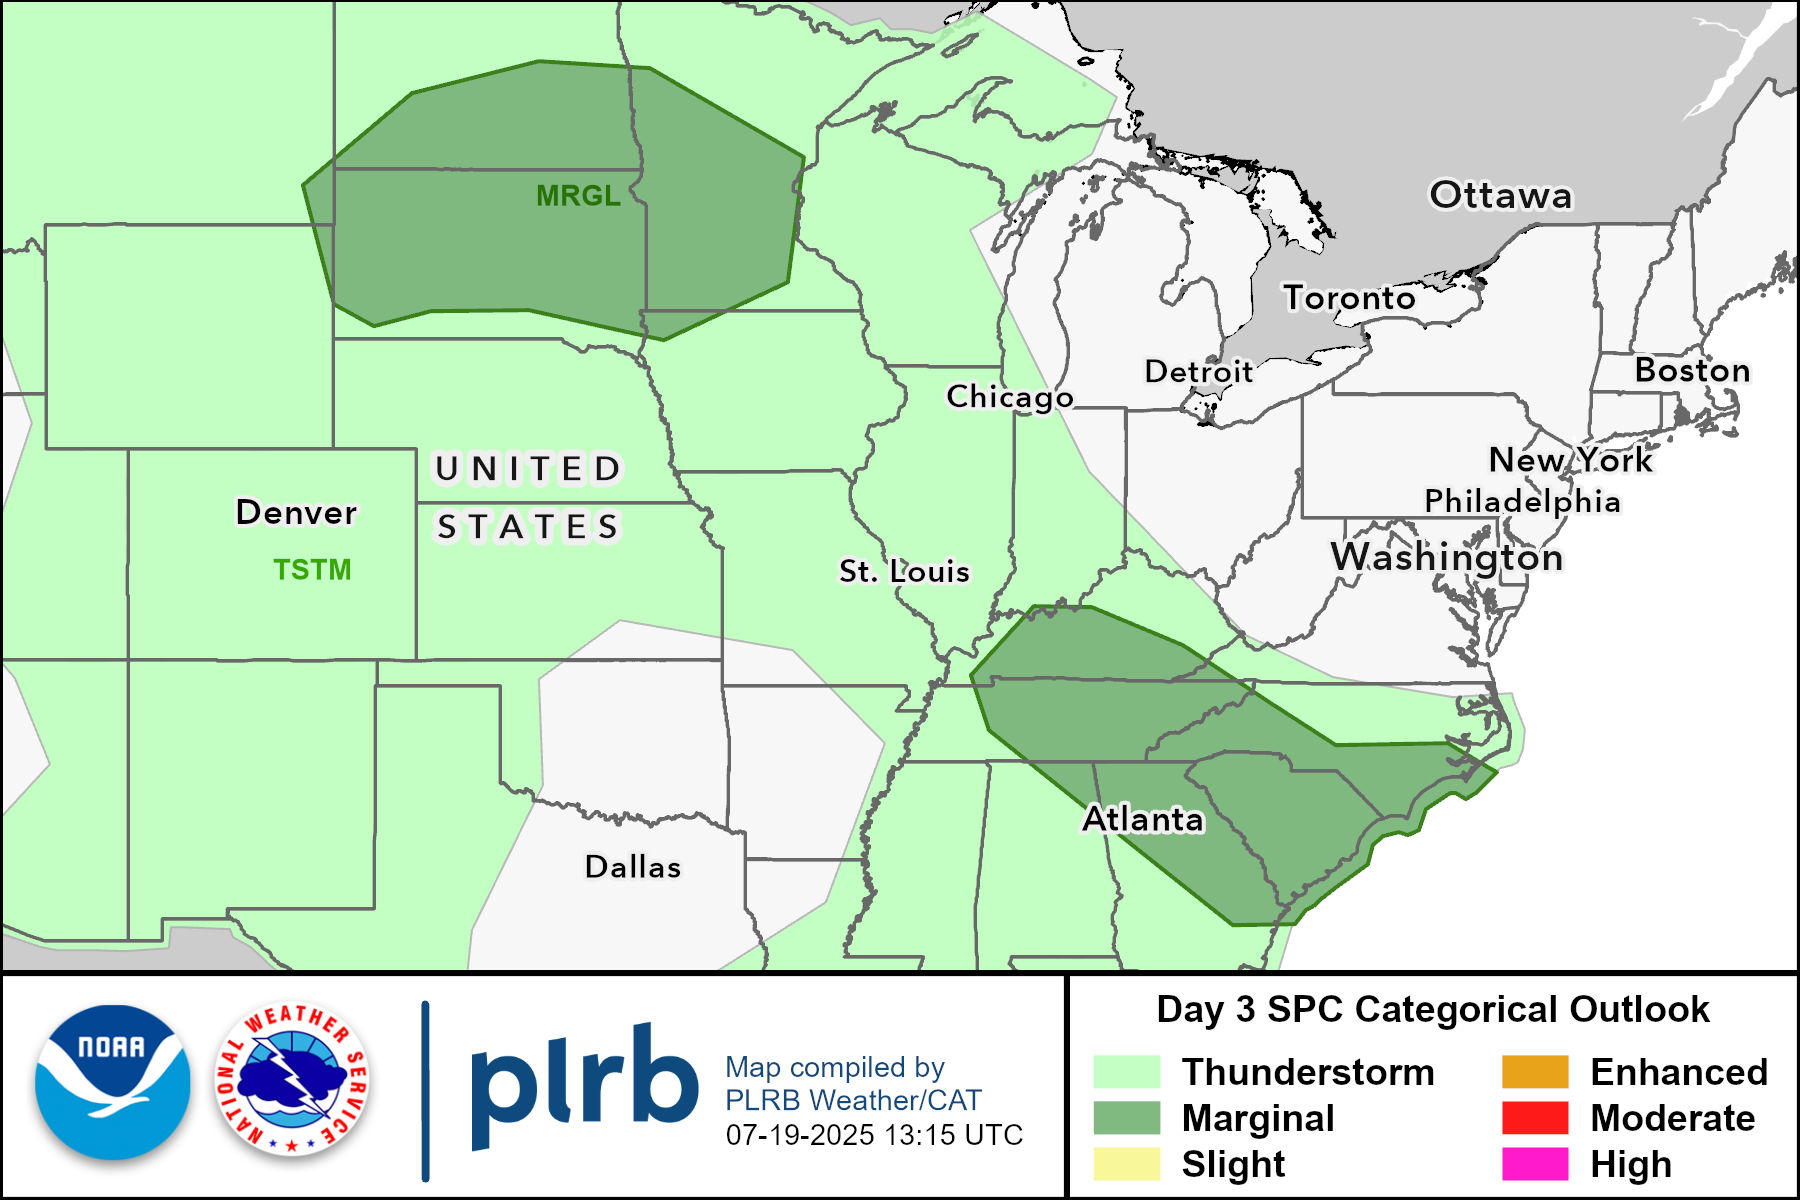 MRGL
Ottawa
Toronto
Detroit
Boston
Chicago
New York
UNITED
STATES
Philadelphia
Denver
Washington
TSTM
St. Louis
Atlanta
Dallas
NOAA
NATIONAL WEATHER SERVICE
plrb
Map compiled by
PLRB Weather/CAT
07-19-2025 13:15 UTC
Day 3 SPC Categorical Outlook
Thunderstorm
Marginal
Slight
Enhanced
Moderate
High